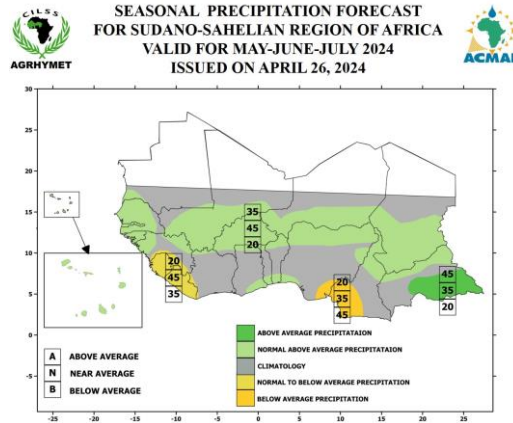 CILSS
AGRHYMET
SEASONAL PRECIPITATION FORECAST
FOR SUDANO-SAHELIAN REGION OF AFRICA
VALID FOR MAY-JUNE-JULY 2024
ISSUED ON APRIL 26, 2024
30
25
20
15
10
5
0
-5
-10
35
45
20
20
45
35
20
35
45
45
35
20
A ABOVE AVERAGE
N NEAR AVERAGE
B BELOW AVERAGE
ABOVE AVERAGE PRECIPITATAION
NORMAL ABOVE AVERAGE PRECIPITATAION
CLIMATOLOGY
NORMAL TO BELOW AVERAGE PRECIPITATAION
BELOW AVERAGE PRECIPITATION
-25 -20 -15 -10 -5 0 5 10 15 20 25